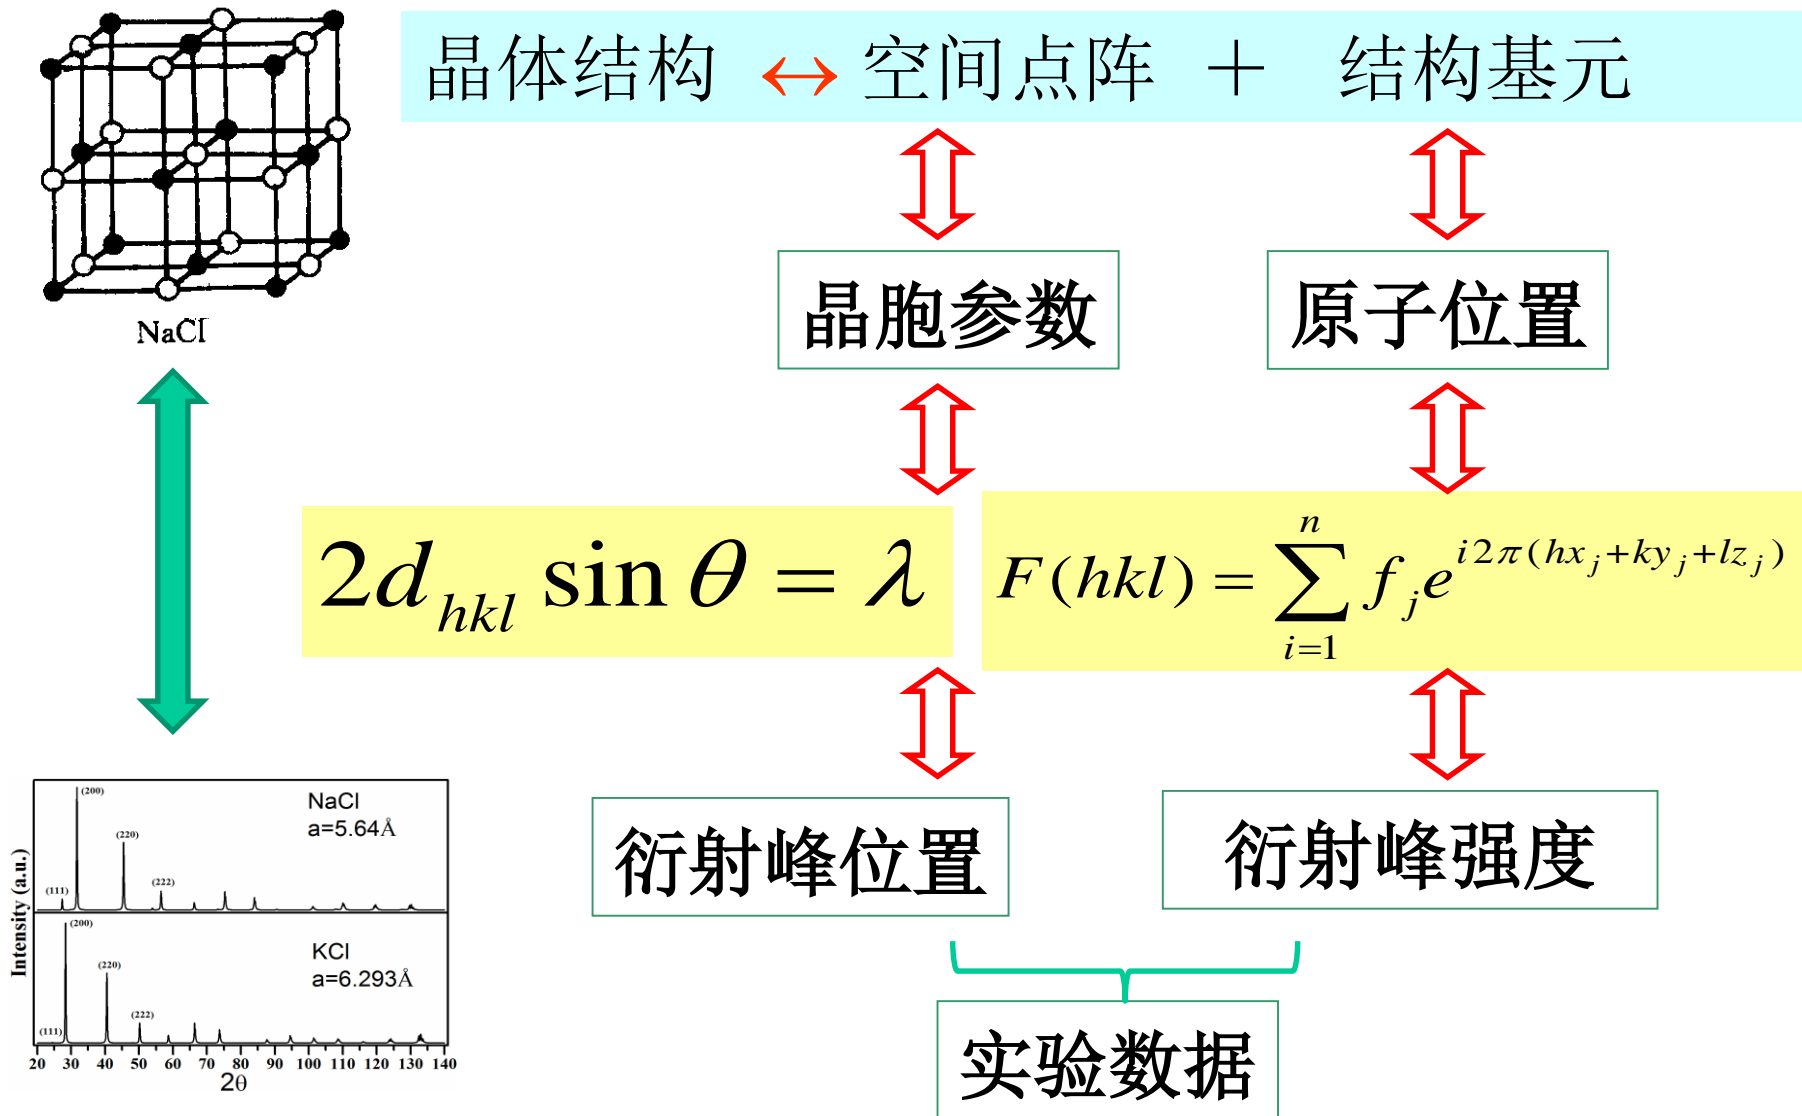 晶体结构 ↔ 空间点阵 + 结构基元
NaCl
晶胞参数
原子位置
2d_{hkl} sin θ = λ
F(hkl) = \sum_{i=1}^{n} f_j e^{i2π(hx_j+ky_j+lz_j)}
衍射峰位置
衍射峰强度
实验数据
Intensity (a.u.)
NaCl
a=5.64Å
(111)
(200)
(220)
(222)
KCl
a=6.293Å
(111)
(200)
(220)
(222)
20 30 40 50 60 70 80 90 100 110 120 130 140
2θ